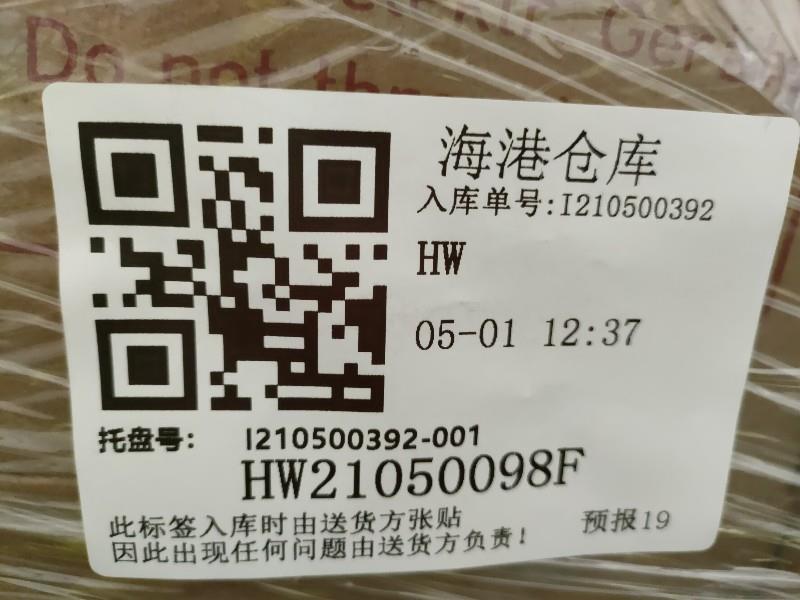 Do not
海港仓库
入库单号:I210500392
HW
05-01 12:37
托盘号: I210500392-001
HW21050098F
此标签入库时由送货方张贴
因此出现任何问题由送货方负责!
预报19